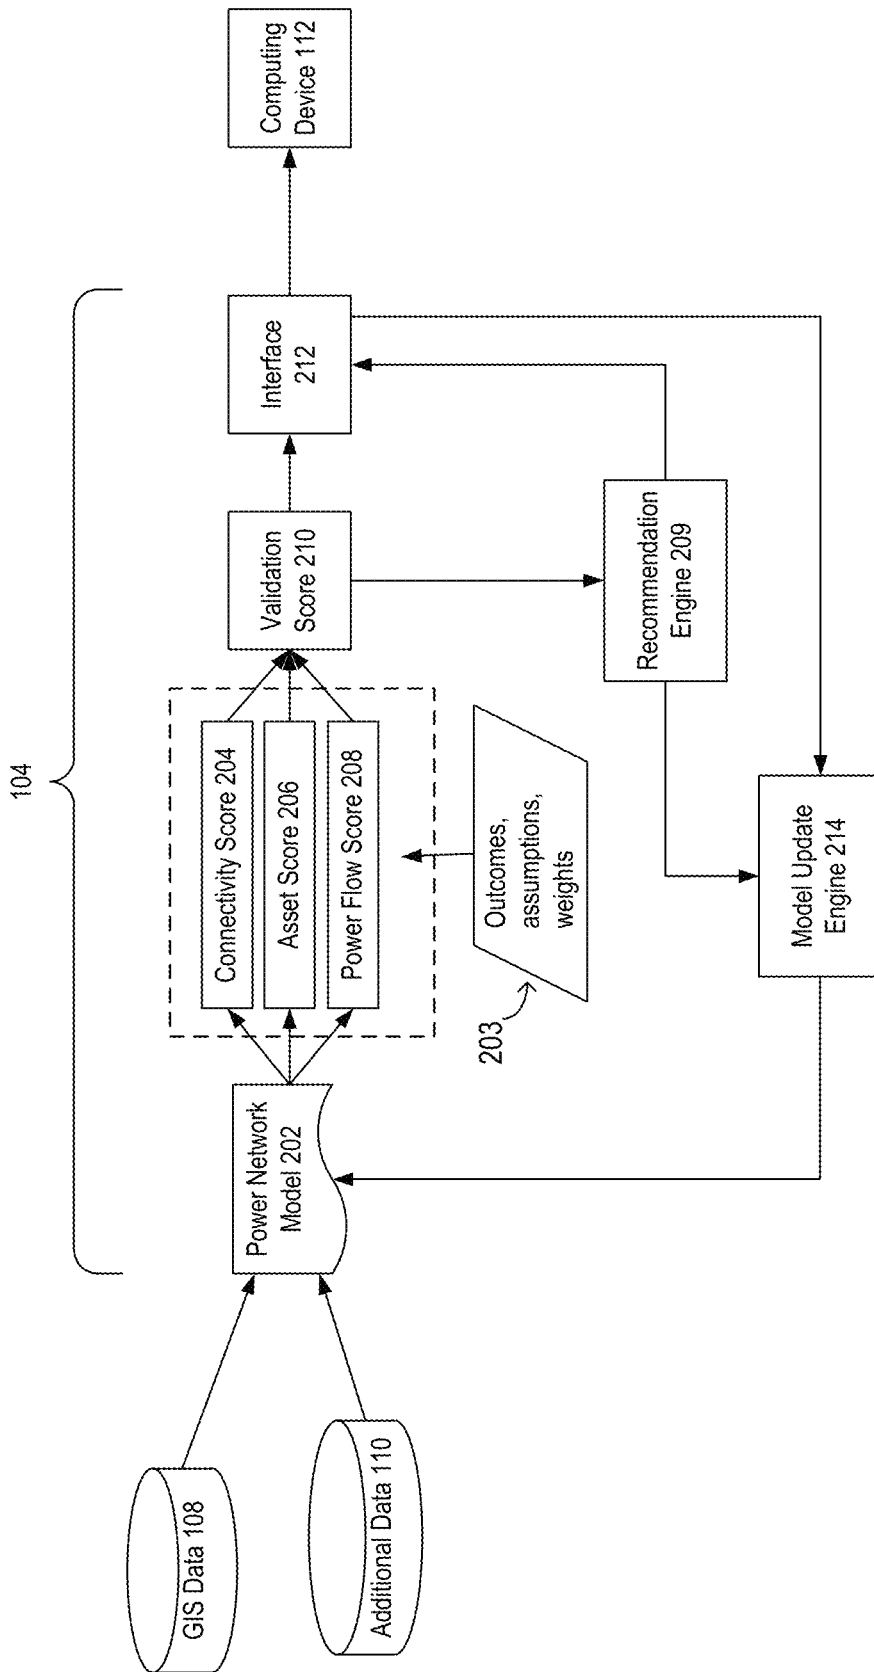 104
GIS Data 108
Additional Data 110
Power Network
Model 202
Connectivity Score 204
Asset Score 206
Power Flow Score 208
203
Outcomes,
assumptions,
weights
Validation
Score 210
Interface
212
Computing
Device 112
Recommendation
Engine 209
Model Update
Engine 214